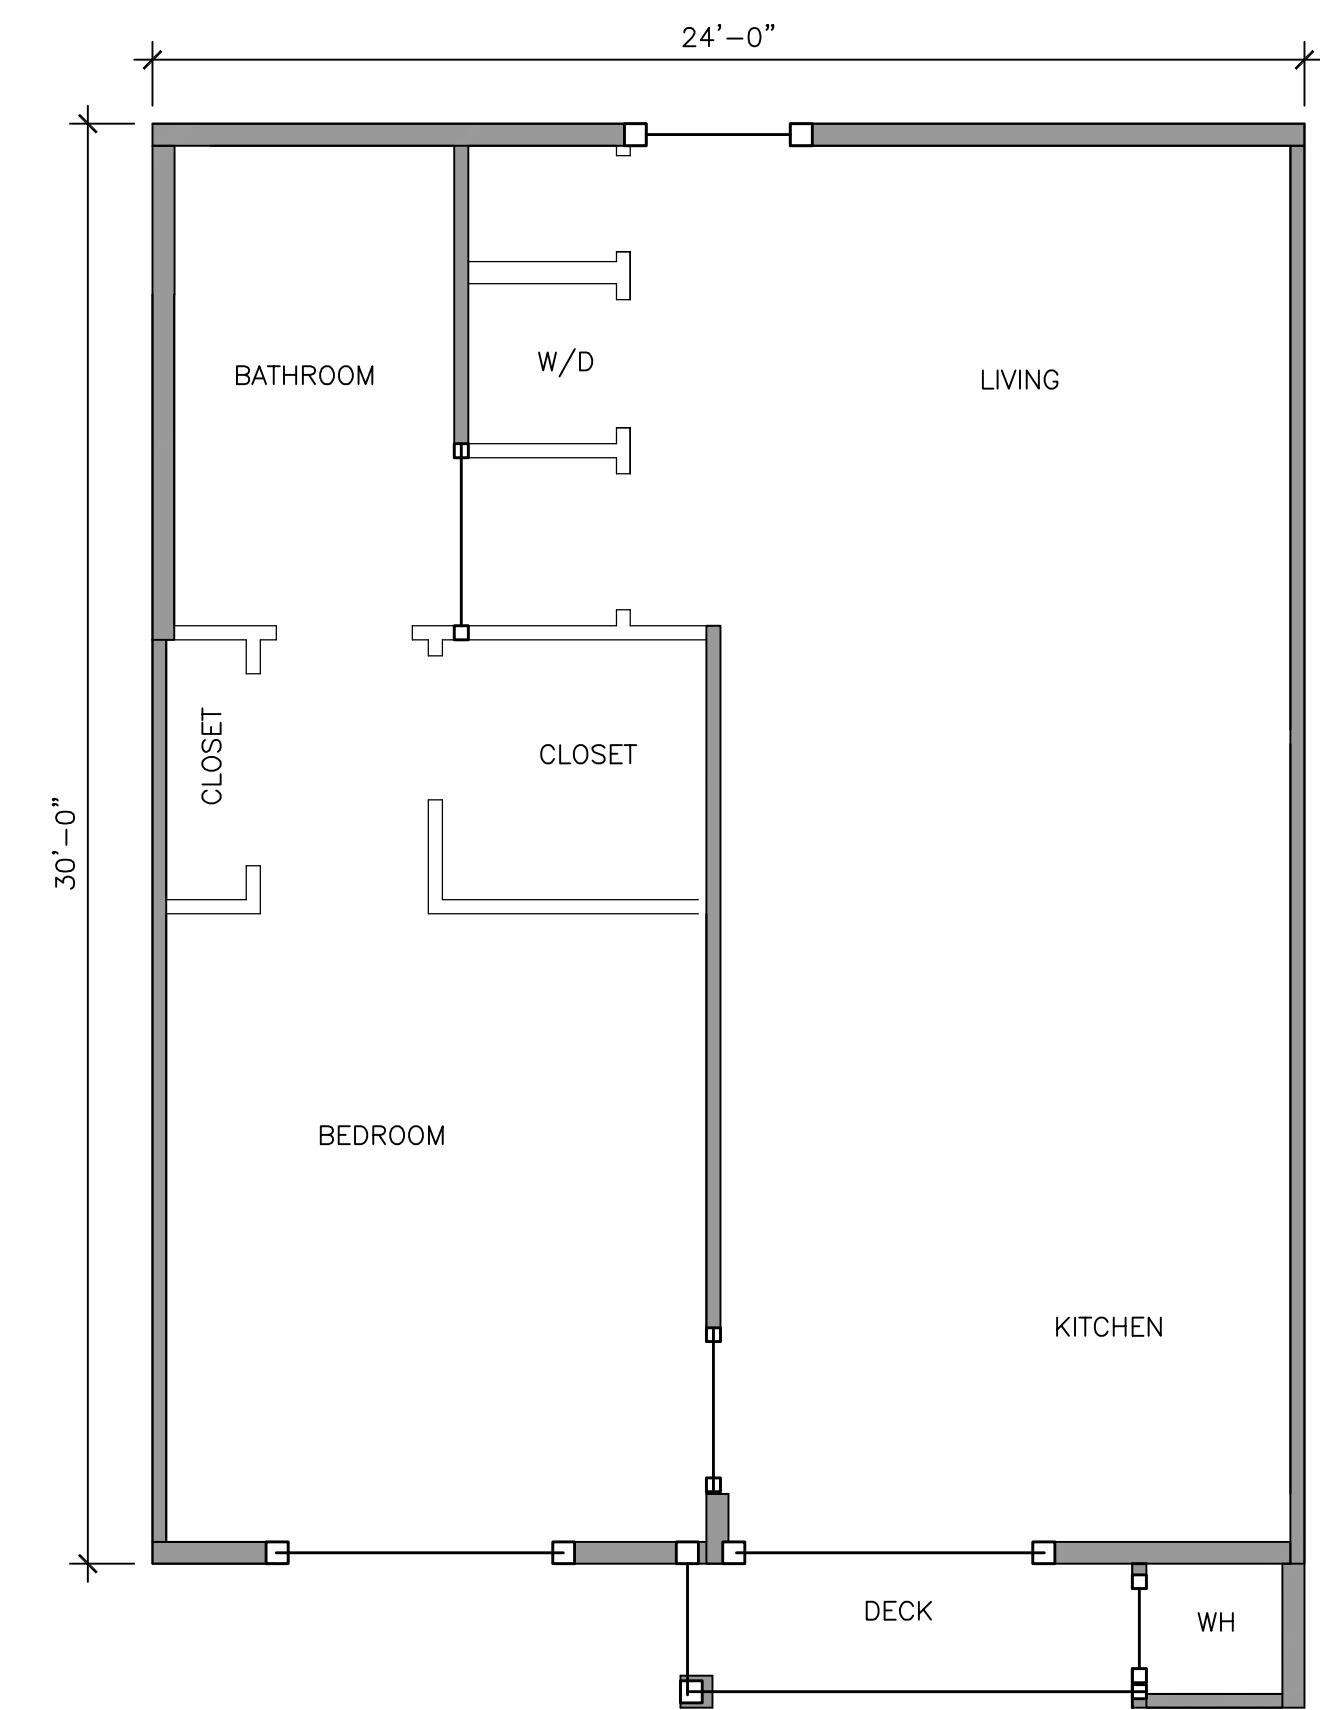 24'-0"
BATHROOM
W/D
LIVING
CLOSET
CLOSET
30'-0"
BEDROOM
KITCHEN
DECK
WH